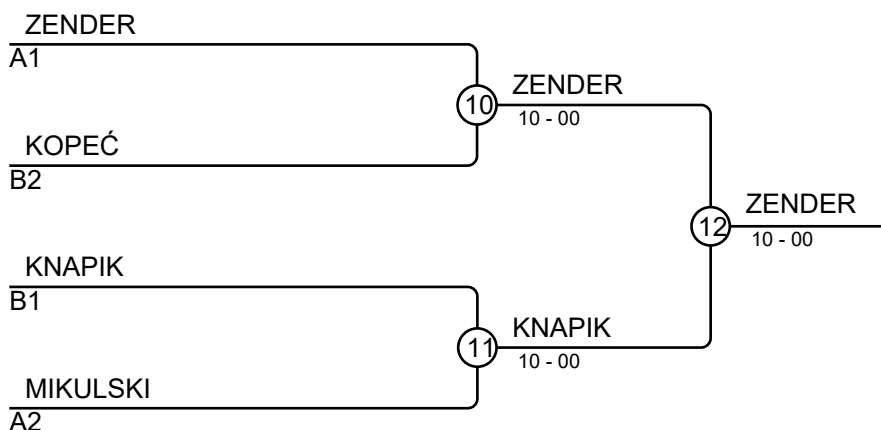 ZENDER
A1
10
ZENDER
10 - 00
KOPEĆ
B2
12
ZENDER
10 - 00
KNAPIK
B1
11
KNAPIK
10 - 00
MIKULSKI
A2